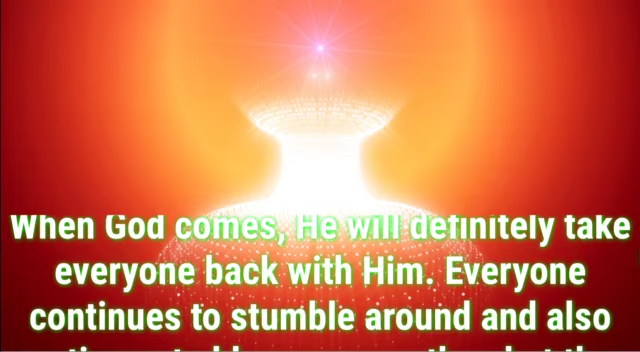 When God comes, He will definitely take
everyone back with Him. Everyone
continues to stumble around and also